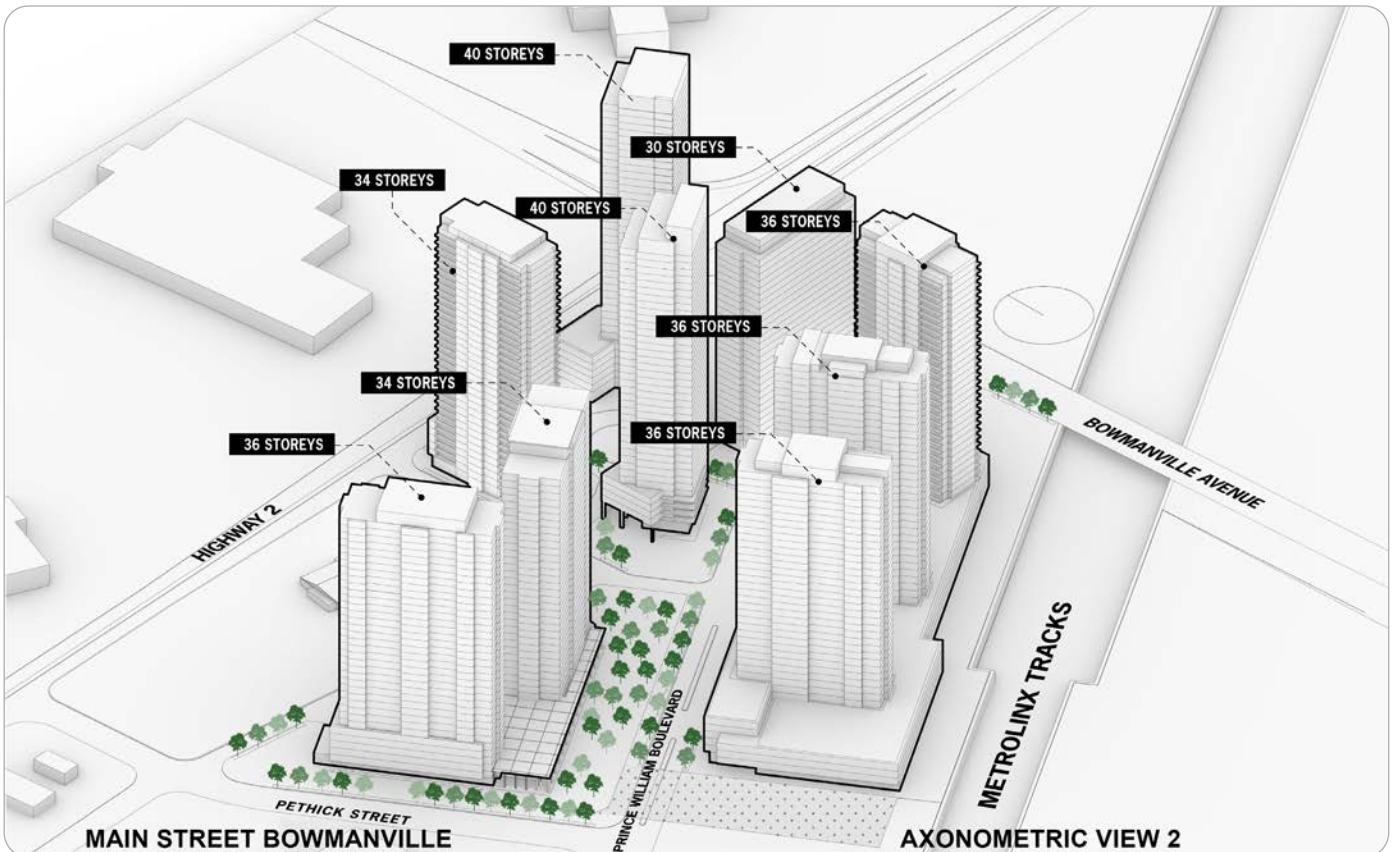 40 STOREYS
30 STOREYS
34 STOREYS
40 STOREYS
36 STOREYS
36 STOREYS
34 STOREYS
36 STOREYS
36 STOREYS
BOWMANVILLE AVENUE
HIGHWAY 2
METROLINX TRACKS
PRINCE WILLIAM BOULEVARD
PETHICK STREET
MAIN STREET BOWMANVILLE
AXONOMETRIC VIEW 2